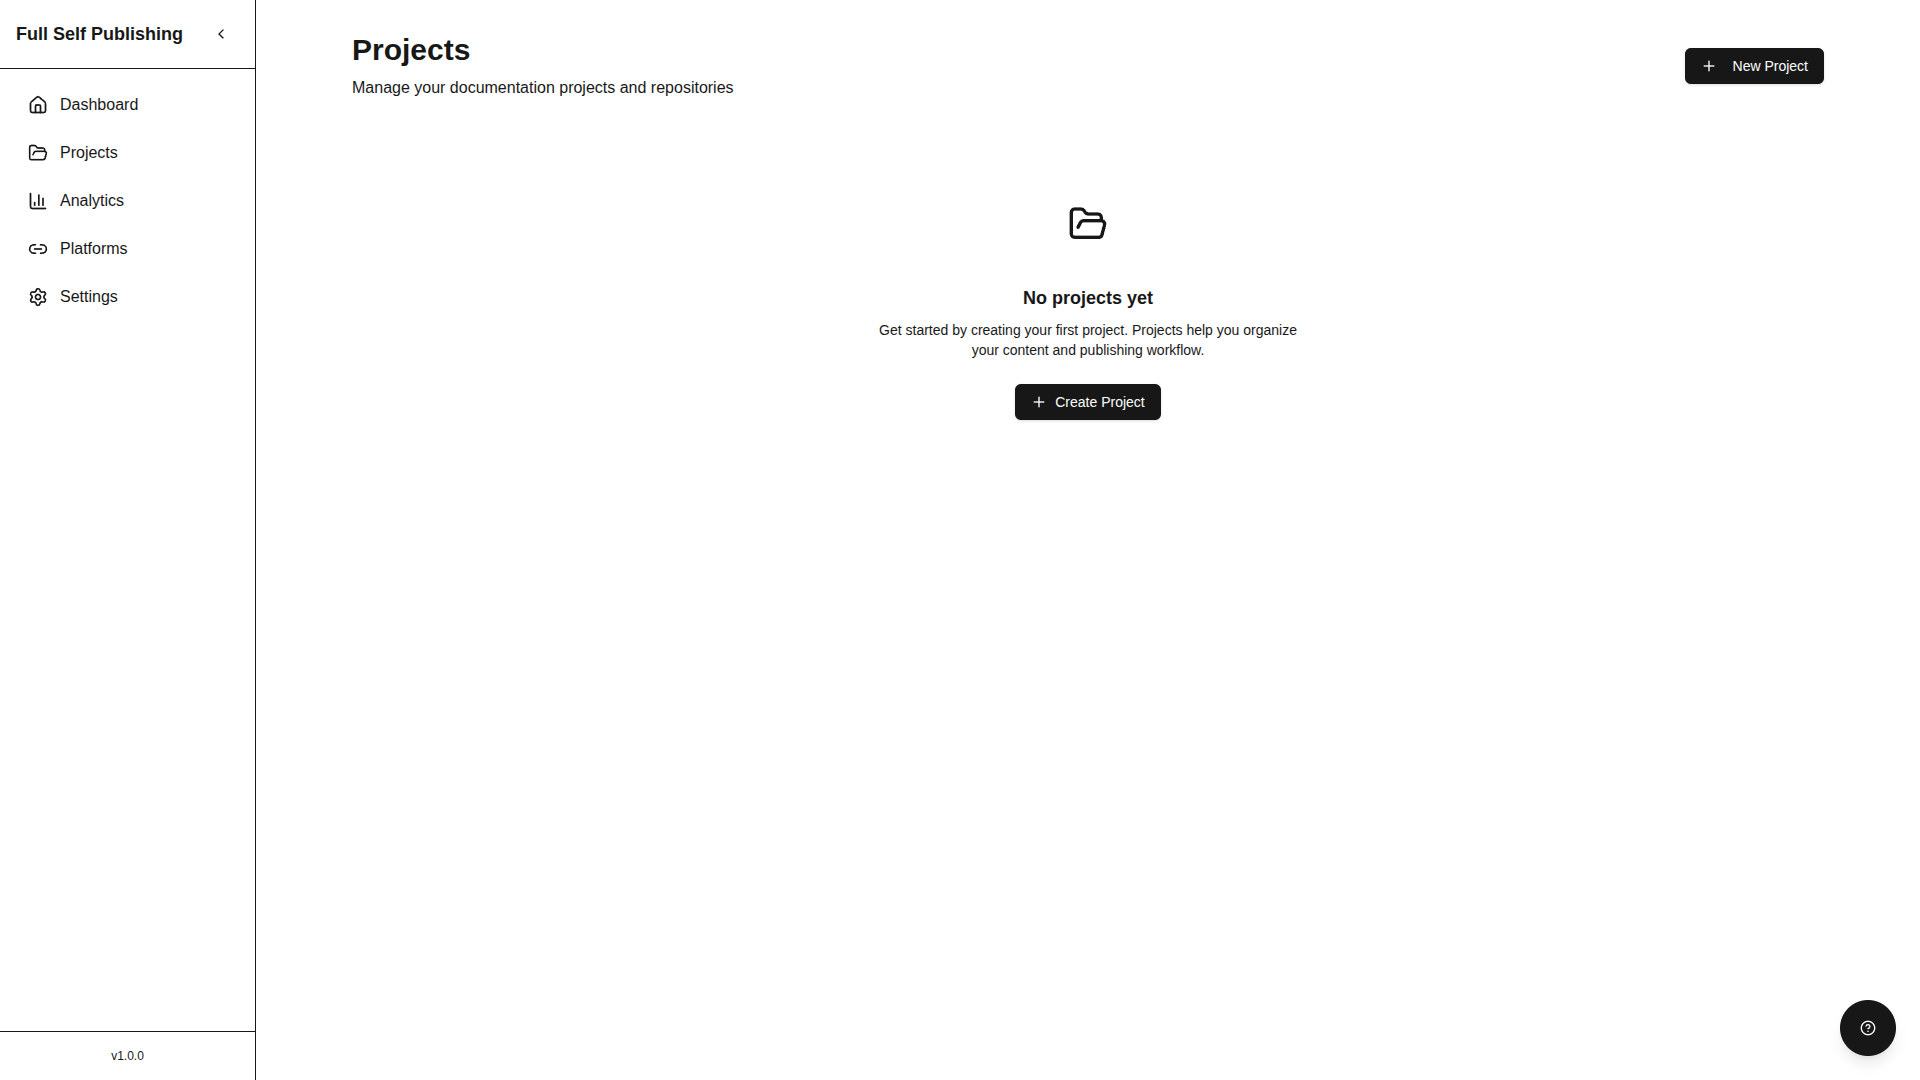 Full Self Publishing
Dashboard
Projects
Analytics
Platforms
Settings
v1.0.0
Projects
Manage your documentation projects and repositories
New Project
No projects yet
Get started by creating your first project. Projects help you organize
your content and publishing workflow.
Create Project